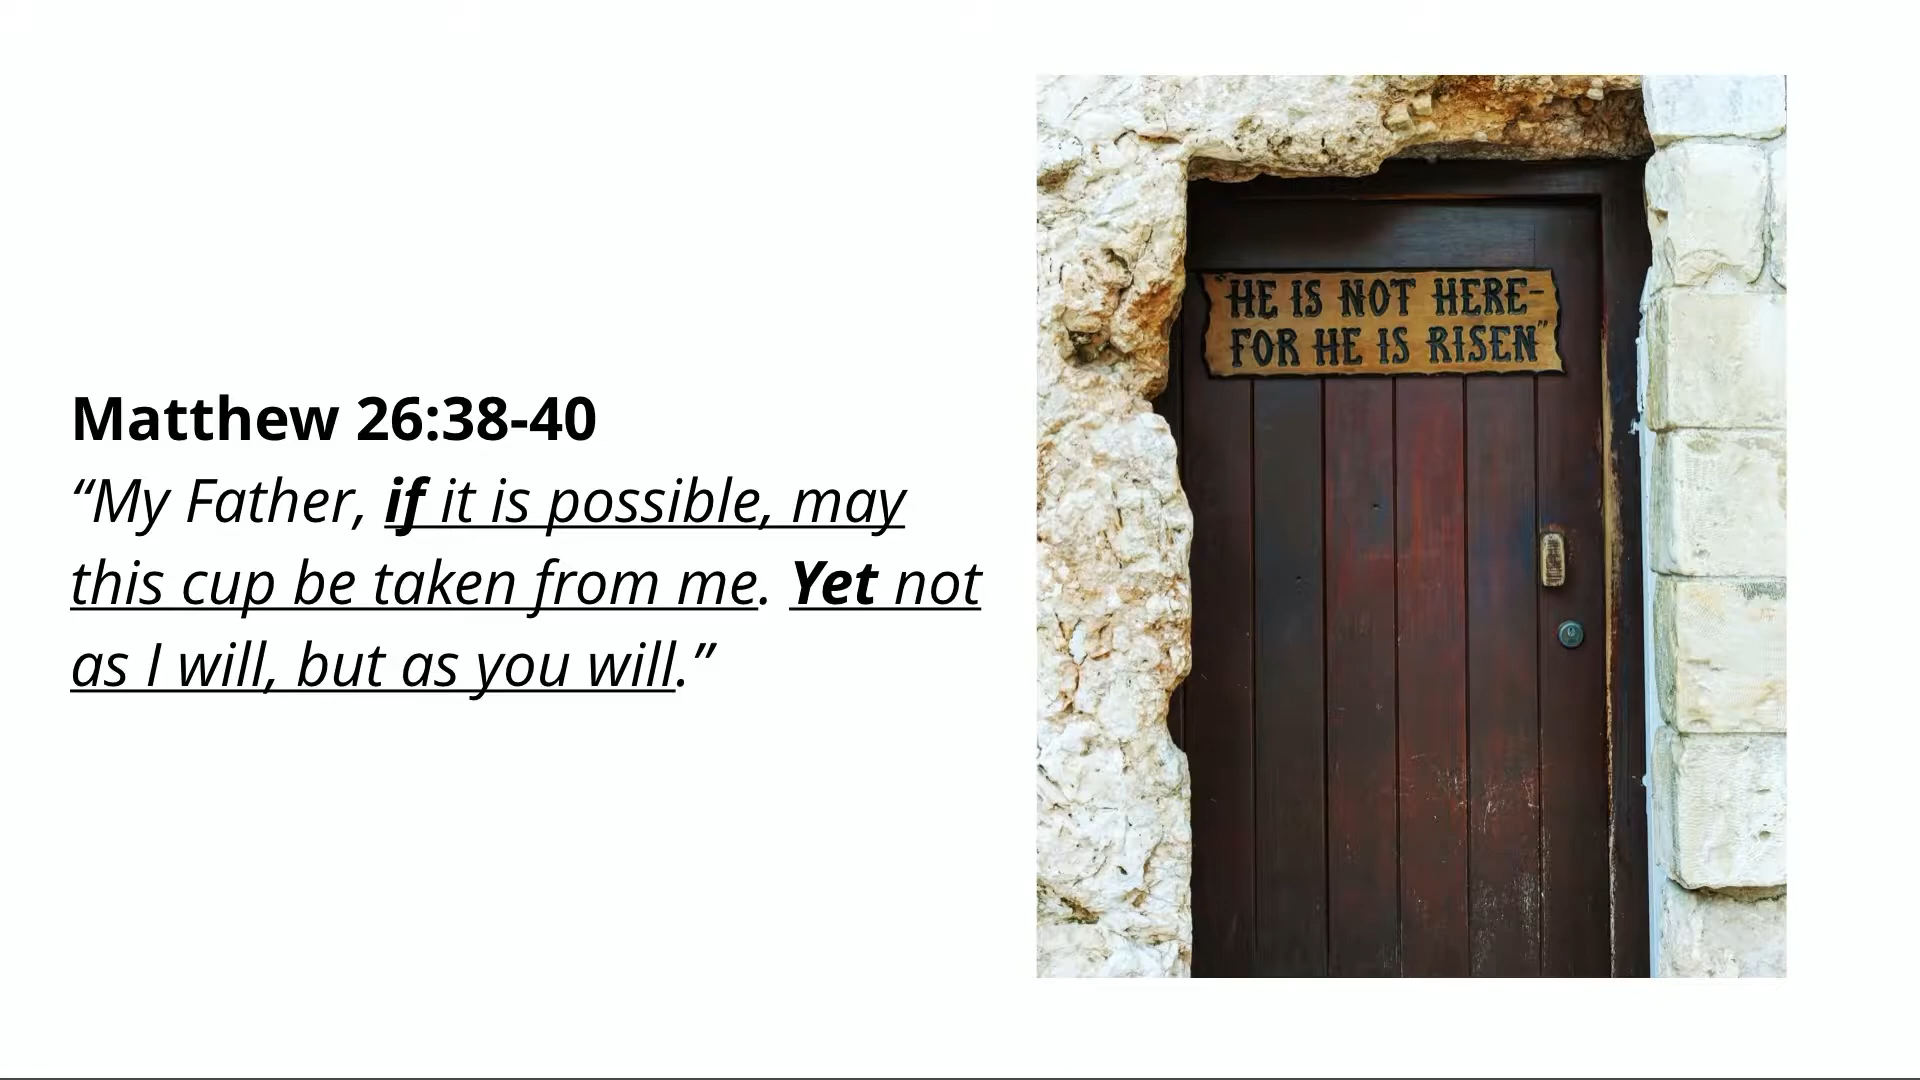 Matthew 26:38-40
“My Father, if it is possible, may
this cup be taken from me. Yet not
as I will, but as you will.”
“HE IS NOT HERE-
FOR HE IS RISEN”